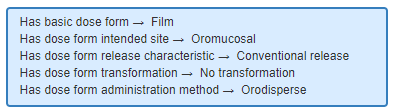 Has basic dose form → Film
Has dose form intended site → Oromucosal
Has dose form release characteristic → Conventional release
Has dose form transformation → No transformation
Has dose form administration method → Orodisperse